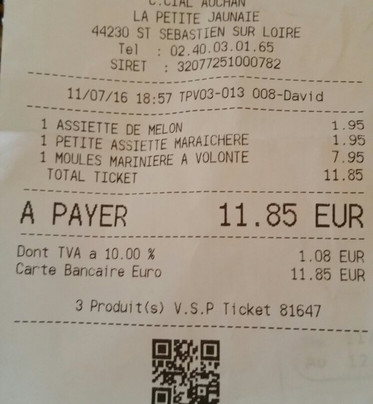 C.CIAL AUCHAN
LA PETITE JAUNAIE
44230 ST SEBASTIEN SUR LOIRE
Tel : 02.40.03.01.65
SIRET : 32077251000782
11/07/16 18:57 TPV03-013 008-David
1 ASSIETTE DE MELON 1.95
1 PETITE ASSIETTE MARAICHERE 1.95
1 MOULES MARINIERE A VOLONTE 7.95
TOTAL TICKET 11.85
A PAYER 11.85 EUR
Dont TVA a 10.00 % 1.08 EUR
Carte Bancaire Euro 11.85 EUR
3 Produit(s) V.S.P Ticket 81647